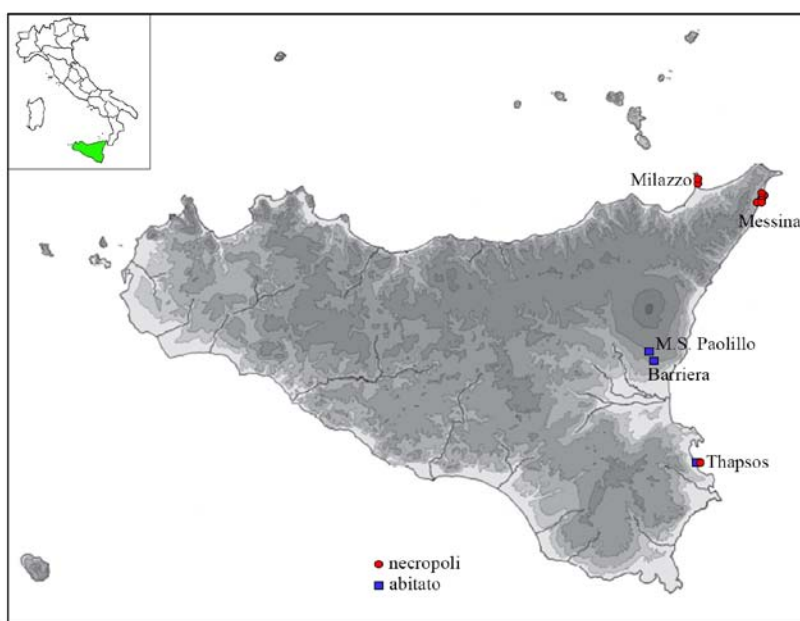 Milazzo
Messina
M.S. Paolillo
Barriera
Thapsos
necropoli
abitato